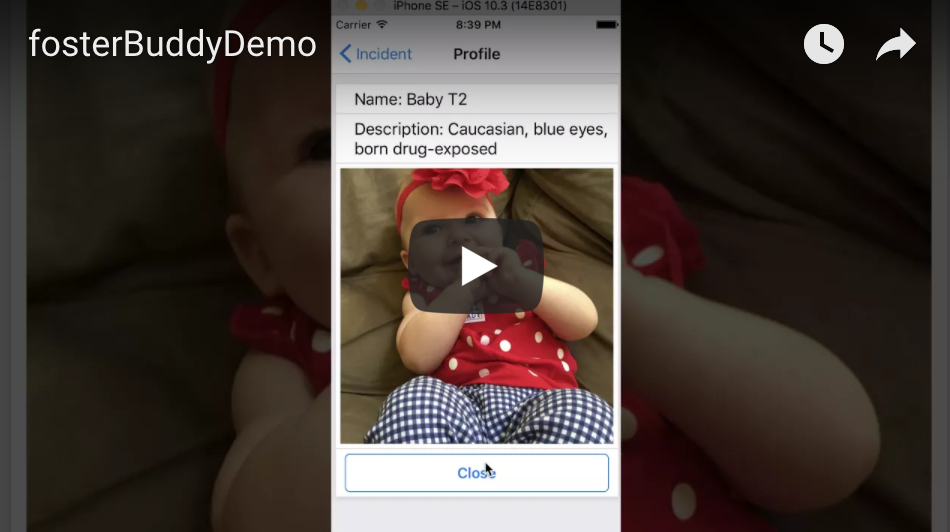 iPhone SE – iOS 10.3 (14E8301)
Carrier 8:39 PM
fosterBuddyDemo
Incident Profile
Name: Baby T2
Description: Caucasian, blue eyes,
born drug-exposed
Close